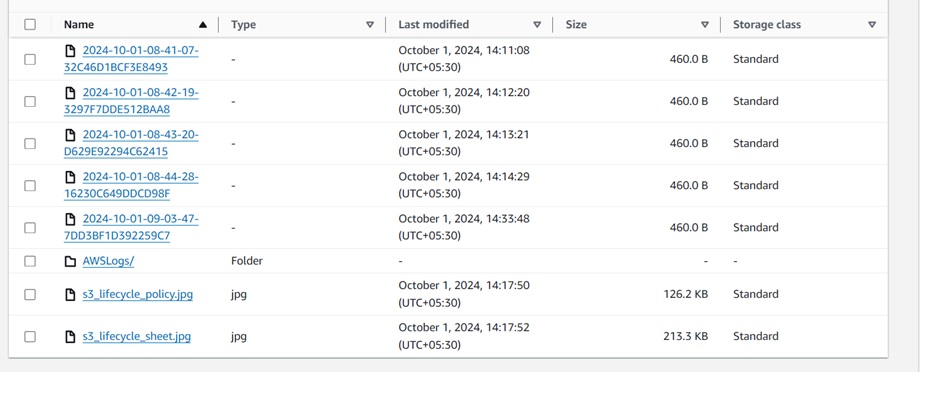 Name Type Last modified Size Storage class
2024-10-01-08-41-07- - October 1, 2024, 14:11:08 460.0 B Standard
32C46D1BCF3E8493 (UTC+05:30)
2024-10-01-08-42-19- - October 1, 2024, 14:12:20 460.0 B Standard
3297F7DDE512BAA8 (UTC+05:30)
2024-10-01-08-43-20- - October 1, 2024, 14:13:21 460.0 B Standard
D629E92294C62415 (UTC+05:30)
2024-10-01-08-44-28- - October 1, 2024, 14:14:29 460.0 B Standard
16230C649DDCD98F (UTC+05:30)
2024-10-01-09-03-47- - October 1, 2024, 14:33:48 460.0 B Standard
7DD3BF1D392259C7 (UTC+05:30)
AWSLogs/ Folder - - -
s3_lifecycle_policy.jpg jpg October 1, 2024, 14:17:50 126.2 KB Standard
(UTC+05:30)
s3_lifecycle_sheet.jpg jpg October 1, 2024, 14:17:52 213.3 KB Standard
(UTC+05:30)